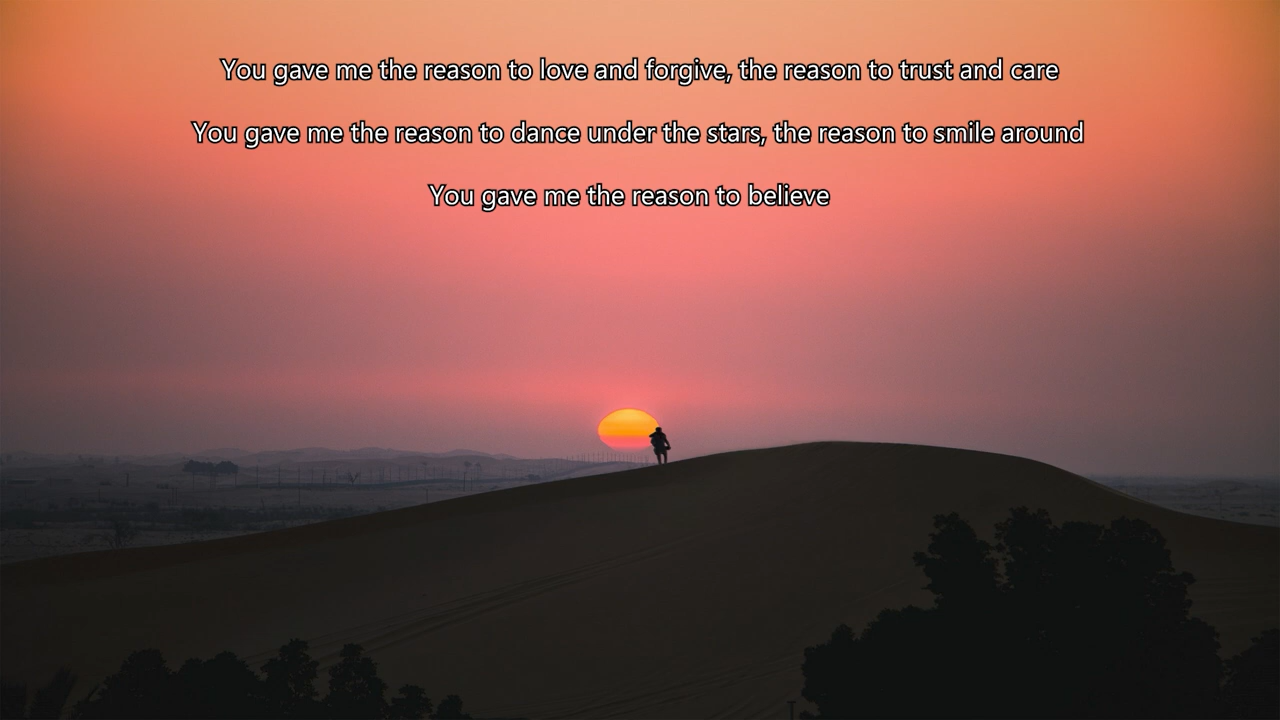 You gave me the reason to love and forgive, the reason to trust and care
You gave me the reason to dance under the stars, the reason to smile around
You gave me the reason to believe